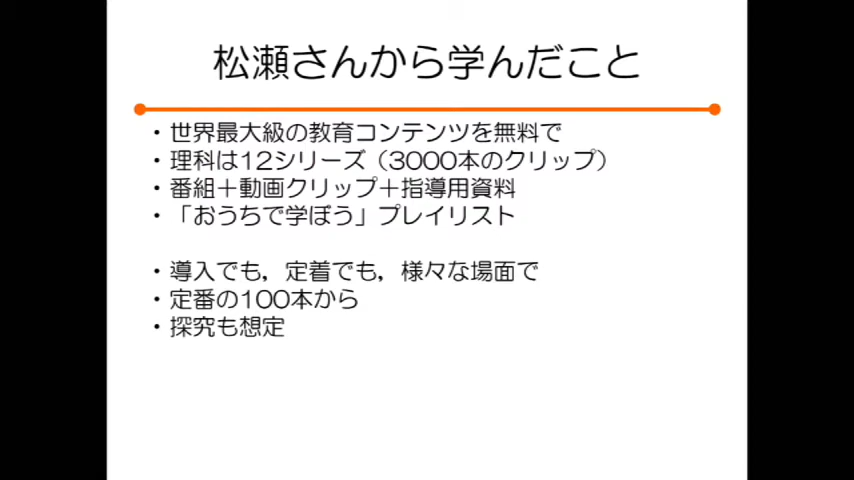 松瀬さんから学んだこと
・世界最大級の教育コンテンツを無料で
・理科は12シリーズ（3000本のクリップ）
・番組＋動画クリップ＋指導用資料
・「おうちで学ぼう」プレイリスト
・導入でも，定着でも，様々な場面で
・定番の100本から
・探究も想定